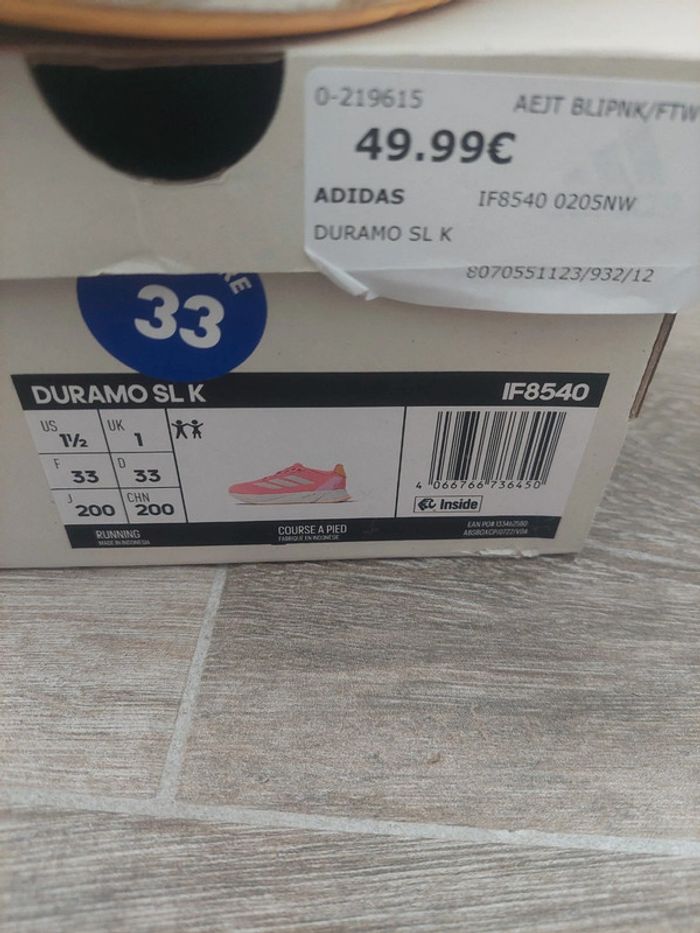 0-219615 AEJT BLIPNK/FTW
49.99€
ADIDAS IF8540 0205NW
DURAMO SL K
8070551123/932/12
33
DURAMO SL K IF8540
US 1½ UK 1
F 33 D 33
J 200 CHN 200
4 066766 736450
Inside
RUNNING
MADE IN INDONESIA
COURSE A PIED
FABRIQUÉ EN INDONÉSIE